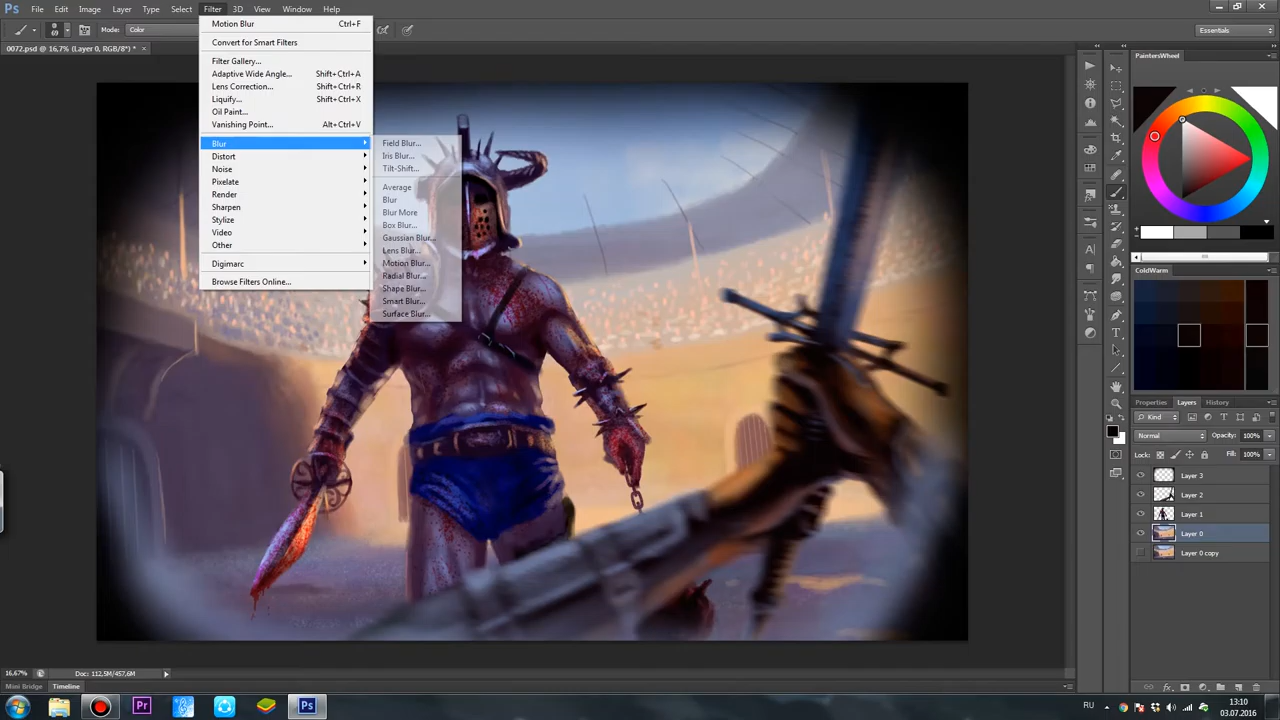 Ps File Edit Image Layer Type Select Filter 3D View Window Help
69 Mode: Color Essentials
0072.psd @ 16,7% (Layer 0, RGB/8*) * ×
Motion Blur Ctrl+F
Convert for Smart Filters
Filter Gallery...
Adaptive Wide Angle... Shift+Ctrl+A
Lens Correction... Shift+Ctrl+R
Liquify... Shift+Ctrl+X
Oil Paint...
Vanishing Point... Alt+Ctrl+V
Blur
Distort
Noise
Pixelate
Render
Sharpen
Stylize
Video
Other
Digimarc
Browse Filters Online...
Field Blur...
Iris Blur...
Tilt-Shift...
Average
Blur
Blur More
Box Blur...
Gaussian Blur...
Lens Blur...
Motion Blur...
Radial Blur...
Shape Blur...
Smart Blur...
Surface Blur...
PaintersWheel
ColdWarm
Properties Layers History
Kind
Normal Opacity: 100%
Lock: Fill: 100%
Layer 3
Layer 2
Layer 1
Layer 0
Layer 0 copy
16,67% Doc: 112,5M/457,6M
Mini Bridge Timeline
Pr Ps RU 13:10
03.07.2016